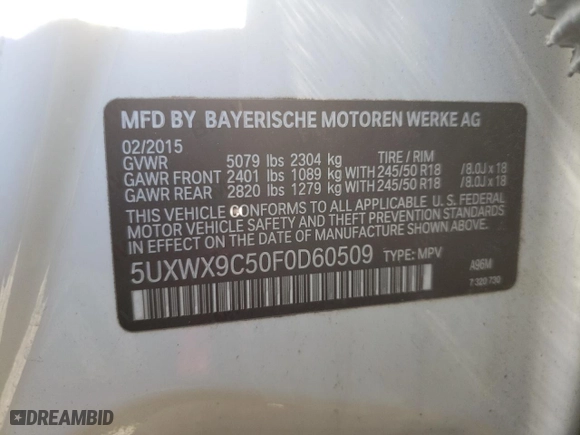 MFD BY BAYERISCHE MOTOREN WERKE AG
02/2015
GVWR 5079 lbs 2304 kg TIRE / RIM
GAWR FRONT 2401 lbs 1089 kg WITH 245/50 R18 /8.0J x 18
GAWR REAR 2820 lbs 1279 kg WITH 245/50 R18 /8.0J x 18
THIS VEHICLE CONFORMS TO ALL APPLICABLE U. S. FEDERAL
MOTOR VEHICLE SAFETY AND THEFT PREVENTION STANDARDS
IN EFFECT ON THE DATE OF MANUFACTURE SHOWN ABOVE.
5UXWX9C50F0D60509 TYPE: MPV
A96M
7 320 730
DREAMBID